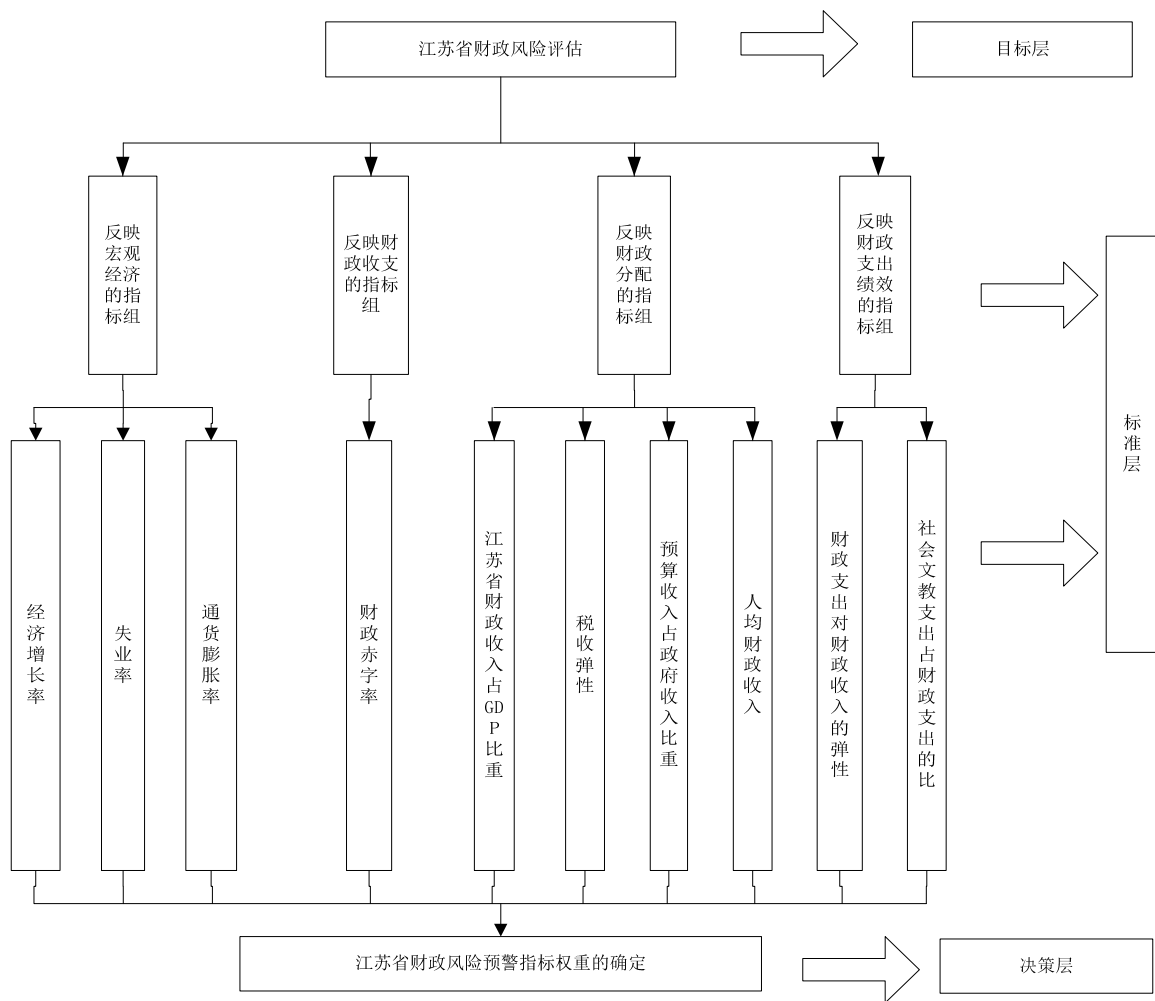 江苏省财政风险评估
目标层
反映
宏观
经济
的指
标组
反映财
政收支
的指标
组
反映
财政
分配
的指
标组
反映
财政
支出
绩效
的指
标组
标准层
经济增长率
失业率
通货膨胀率
财政赤字率
江苏省财政收入占GDP比重
税收弹性
预算收入占政府收入比重
人均财政收入
财政支出对财政收入的弹性
社会文教支出占财政支出的比
江苏省财政风险预警指标权重的确定
决策层